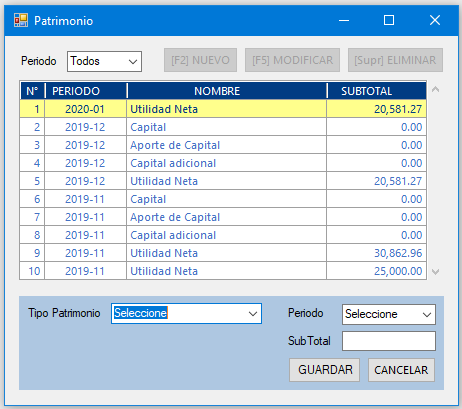 Patrimonio
Periodo Todos [F2] NUEVO [F5] MODIFICAR [Supr] ELIMINAR
N° PERIODO NOMBRE SUBTOTAL
1 2020-01 Utilidad Neta 20,581.27
2 2019-12 Capital 0.00
3 2019-12 Aporte de Capital 0.00
4 2019-12 Capital adicional 0.00
5 2019-12 Utilidad Neta 20,581.27
6 2019-11 Capital 0.00
7 2019-11 Aporte de Capital 0.00
8 2019-11 Capital adicional 0.00
9 2019-11 Utilidad Neta 30,862.96
10 2019-11 Utilidad Neta 25,000.00
Tipo Patrimonio Seleccione Periodo Seleccione
SubTotal
GUARDAR CANCELAR